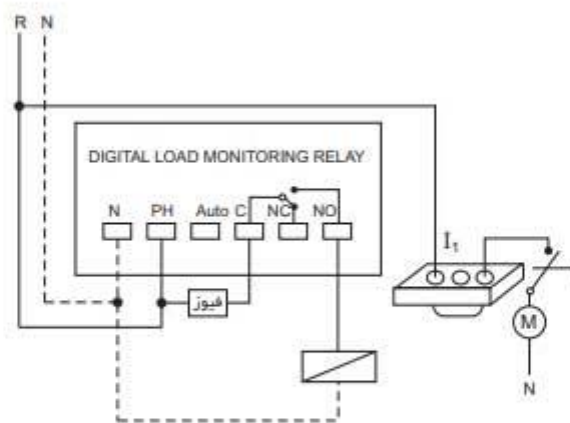 R N
DIGITAL LOAD MONITORING RELAY
N PH Auto C NC NO
I₁
فیوز
M
N